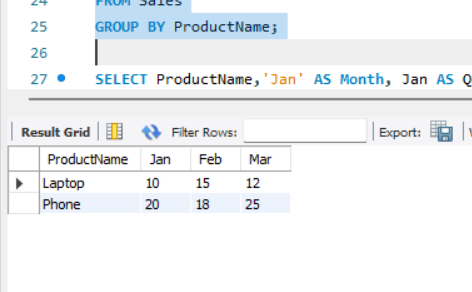 24 FROM Sales
25 GROUP BY ProductName;
26
27 SELECT ProductName,'Jan' AS Month, Jan AS Q
Result Grid Filter Rows: Export:
ProductName Jan Feb Mar
Laptop 10 15 12
Phone 20 18 25